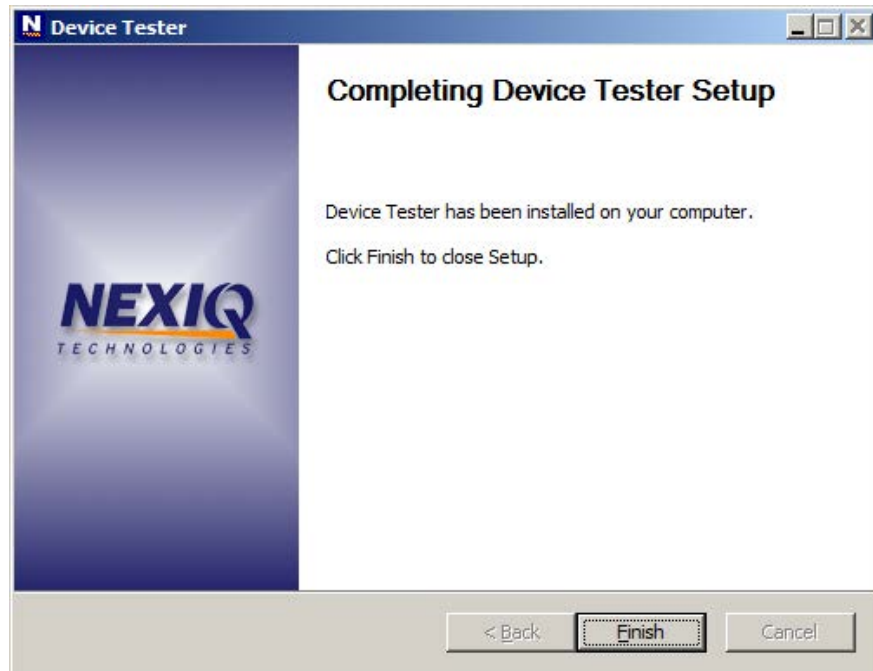 N Device Tester
Completing Device Tester Setup
Device Tester has been installed on your computer.
Click Finish to close Setup.
NEXIQ
TECHNOLOGIES
< Back
Finish
Cancel